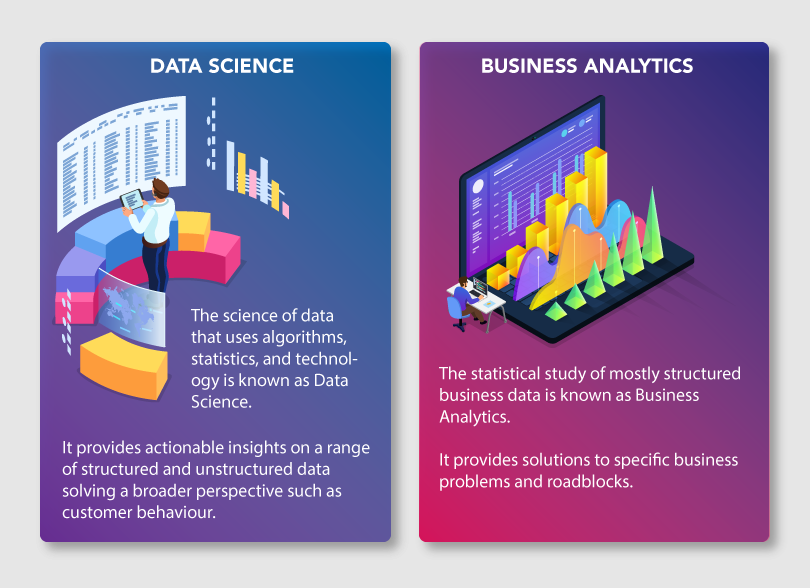 DATA SCIENCE
The science of data
that uses algorithms,
statistics, and technol-
ogy is known as Data
Science.
It provides actionable insights on a range
of structured and unstructured data
solving a broader perspective such as
customer behaviour.
BUSINESS ANALYTICS
The statistical study of mostly structured
business data is known as Business
Analytics.
It provides solutions to specific business
problems and roadblocks.